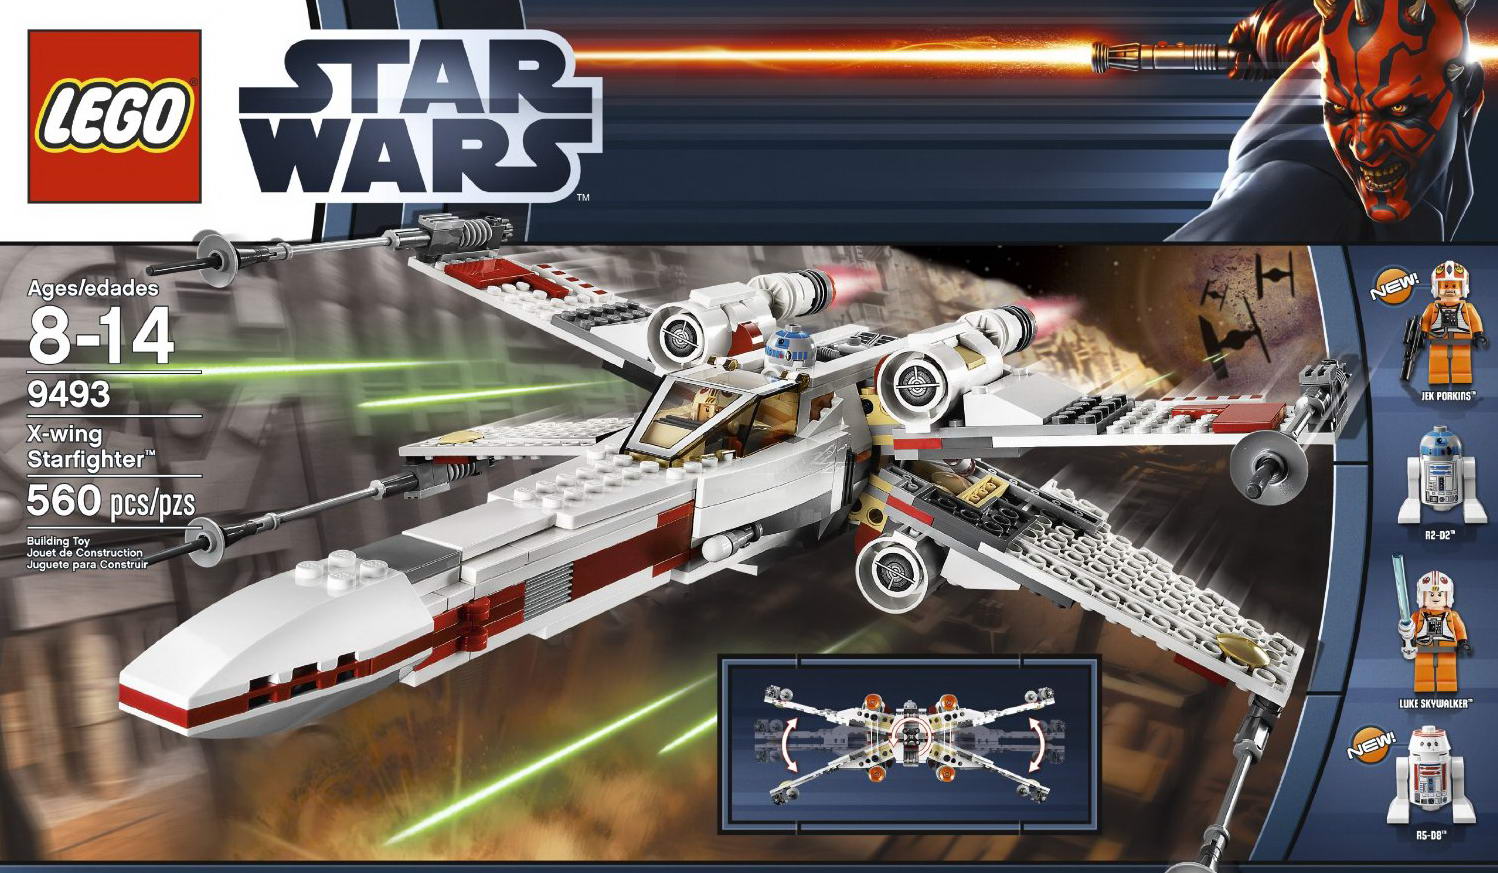 LEGO
STAR
WARS
™
Ages/edades
8-14
9493
X-wing
Starfighter™
560 pcs/pzs
Building Toy
Jouet de Construction
Juguete para Construir
NEW!
JEK PORKINS™
R2-D2™
LUKE SKYWALKER™
NEW!
R5-D8™